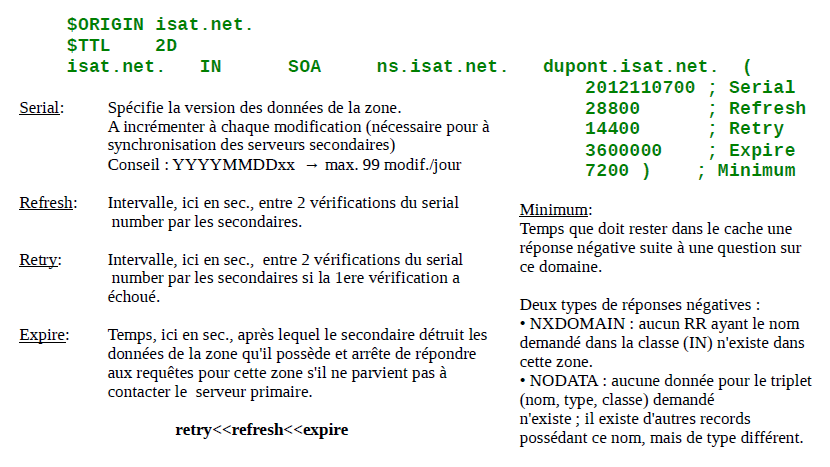 $ORIGIN isat.net.
$TTL 2D
isat.net. IN SOA ns.isat.net. dupont.isat.net. (
2012110700 ; Serial
28800 ; Refresh
14400 ; Retry
3600000 ; Expire
7200 ) ; Minimum
Serial: Spécifie la version des données de la zone.
A incrémenter à chaque modification (nécessaire pour à
synchronisation des serveurs secondaires)
Conseil : YYYYMMDDxx → max. 99 modif./jour
Refresh: Intervalle, ici en sec., entre 2 vérifications du serial
number par les secondaires.
Retry: Intervalle, ici en sec., entre 2 vérifications du serial
number par les secondaires si la 1ere vérification a
échoué.
Expire: Temps, ici en sec., après lequel le secondaire détruit les
données de la zone qu'il possède et arrête de répondre
aux requêtes pour cette zone s'il ne parvient pas à
contacter le serveur primaire.
retry<<refresh<<expire
Minimum:
Temps que doit rester dans le cache une
réponse négative suite à une question sur
ce domaine.
Deux types de réponses négatives :
• NXDOMAIN : aucun RR ayant le nom
demandé dans la classe (IN) n'existe dans
cette zone.
• NODATA : aucune donnée pour le triplet
(nom, type, classe) demandé
n'existe ; il existe d'autres records
possédant ce nom, mais de type différent.